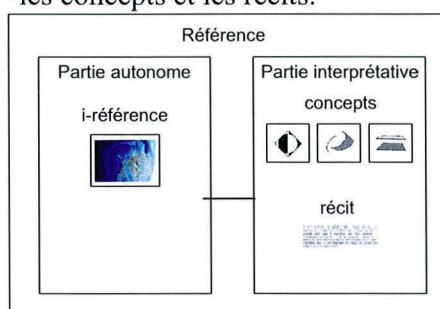 les concepts et les récits.
Référence
Partie autonome
Partie interprétative
i-référence
concepts
récit